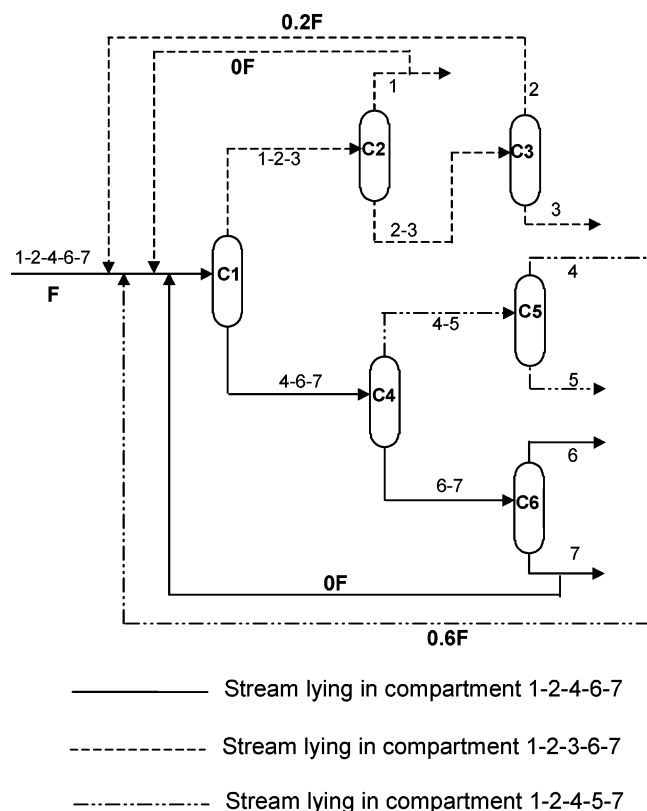 0.2F
0F
1
2
C2
C3
1-2-3
2-3
3
1-2-4-6-7
F
C1
4
C5
4-5
5
4-6-7
C4
6
6-7
C6
7
0F
0.6F
Stream lying in compartment 1-2-4-6-7
Stream lying in compartment 1-2-3-6-7
Stream lying in compartment 1-2-4-5-7